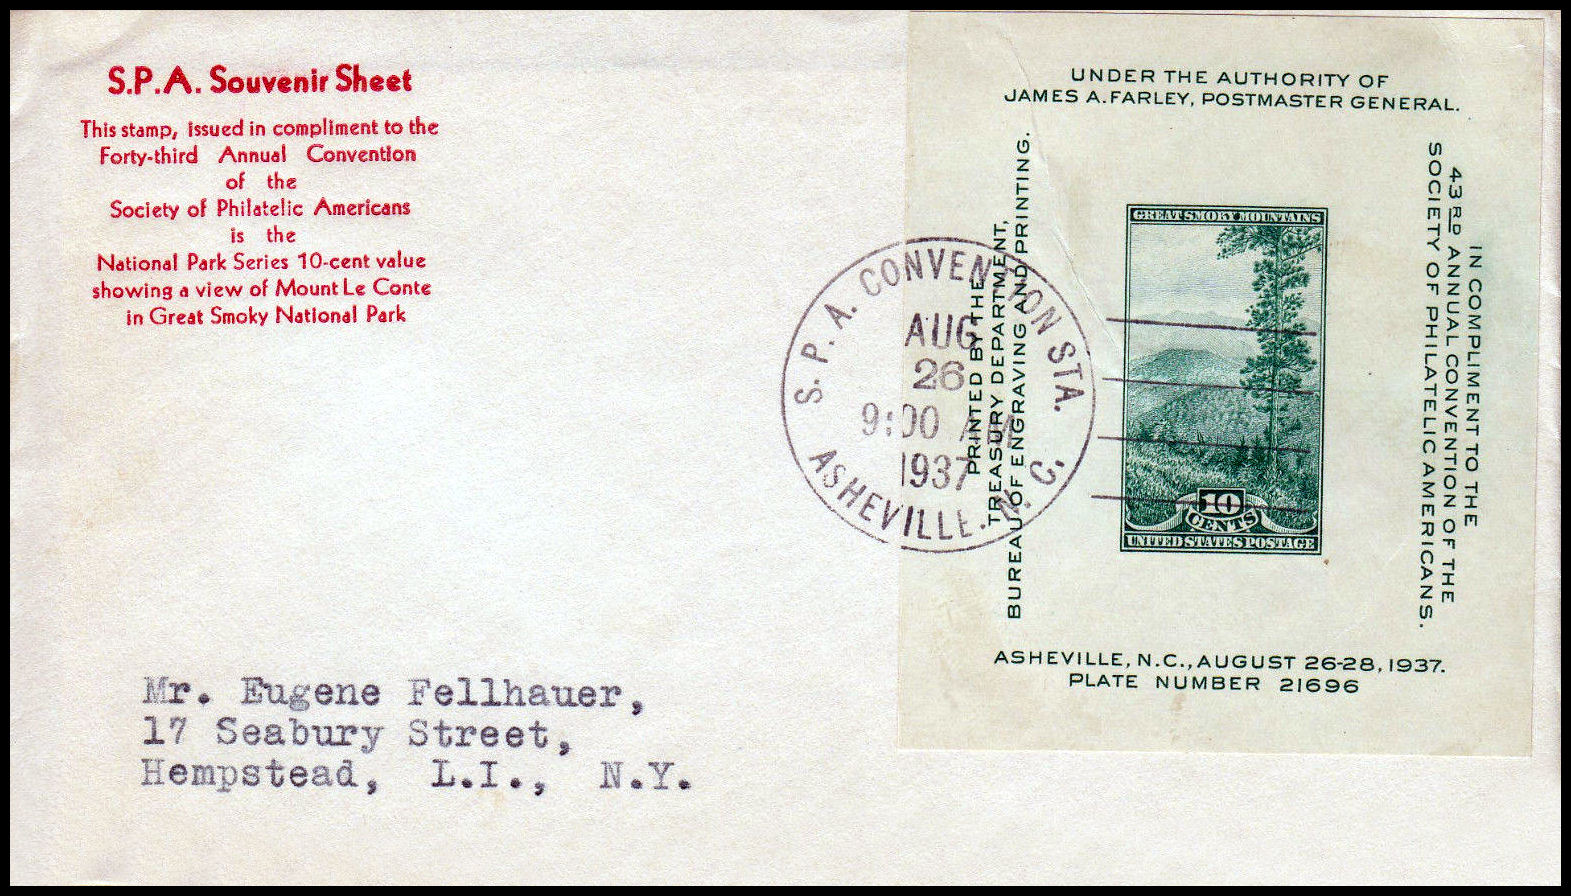 S.P.A. Souvenir Sheet
This stamp, issued in compliment to the
Forty-third Annual Convention
of the
Society of Philatelic Americans
is the
National Park Series 10-cent value
showing a view of Mount Le Conte
in Great Smoky National Park
UNDER THE AUTHORITY OF
JAMES A. FARLEY, POSTMASTER GENERAL.
PRINTED BY THE
TREASURY DEPARTMENT,
BUREAU OF ENGRAVING AND PRINTING.
GREAT SMOKY MOUNTAINS
10
CENTS
UNITED STATES POSTAGE
IN COMPLIMENT TO THE
43RD ANNUAL CONVENTION OF THE
SOCIETY OF PHILATELIC AMERICANS.
ASHEVILLE, N.C., AUGUST 26-28, 1937.
PLATE NUMBER 21696
S. P. A. CONVENTION STA.
AUG
26
9:00 AM
1937
ASHEVILLE. N. C.
Mr. Eugene Fellhauer,
17 Seabury Street,
Hempstead, L.I., N.Y.